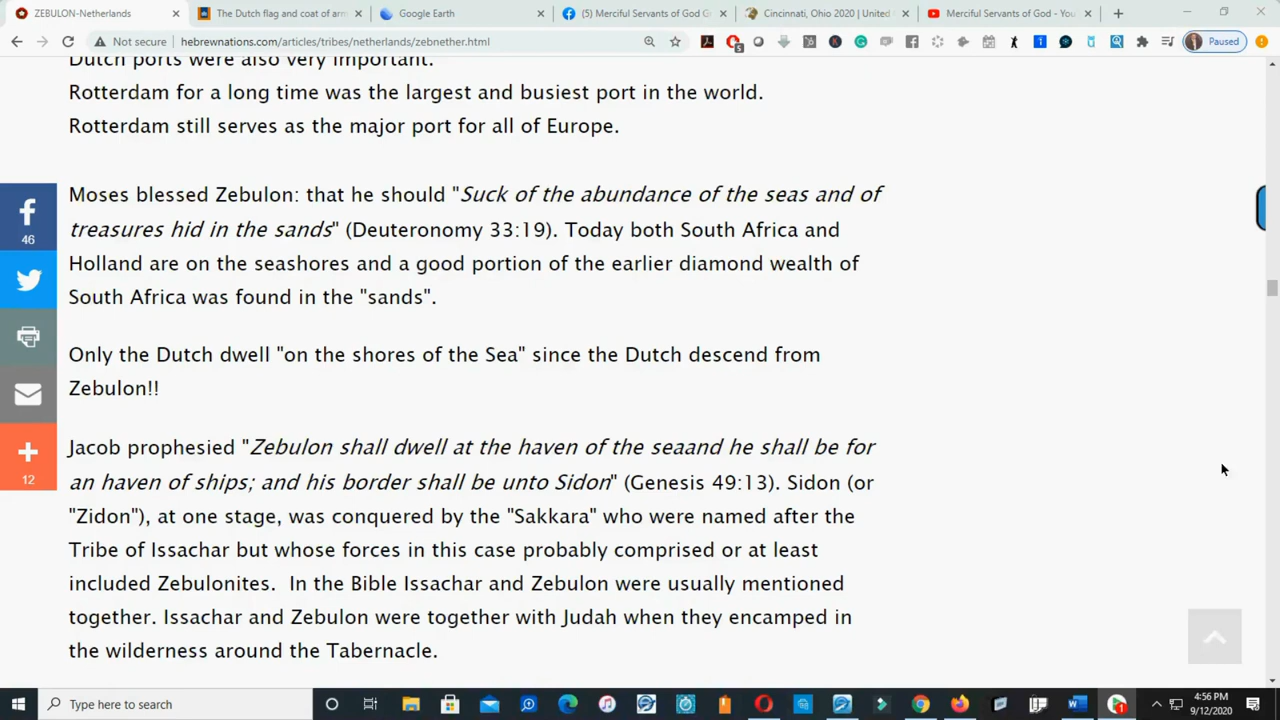 ZEBULON-Netherlands
The Dutch flag and coat of arm
Google Earth
(5) Merciful Servants of God G
Cincinnati, Ohio 2020 | United
Merciful Servants of God - You
Not secure | hebrewnations.com/articles/tribes/netherlands/zebnether.html
5
Paused
Dutch ports were also very important.
Rotterdam for a long time was the largest and busiest port in the world.
Rotterdam still serves as the major port for all of Europe.
Moses blessed Zebulon: that he should "Suck of the abundance of the seas and of
treasures hid in the sands" (Deuteronomy 33:19). Today both South Africa and
Holland are on the seashores and a good portion of the earlier diamond wealth of
South Africa was found in the "sands".
Only the Dutch dwell "on the shores of the Sea" since the Dutch descend from
Zebulon!!
Jacob prophesied "Zebulon shall dwell at the haven of the seaand he shall be for
an haven of ships; and his border shall be unto Sidon" (Genesis 49:13). Sidon (or
"Zidon"), at one stage, was conquered by the "Sakkara" who were named after the
Tribe of Issachar but whose forces in this case probably comprised or at least
included Zebulonites.  In the Bible Issachar and Zebulon were usually mentioned
together. Issachar and Zebulon were together with Judah when they encamped in
the wilderness around the Tabernacle.
46
12
Type here to search
4:56 PM
9/12/2020